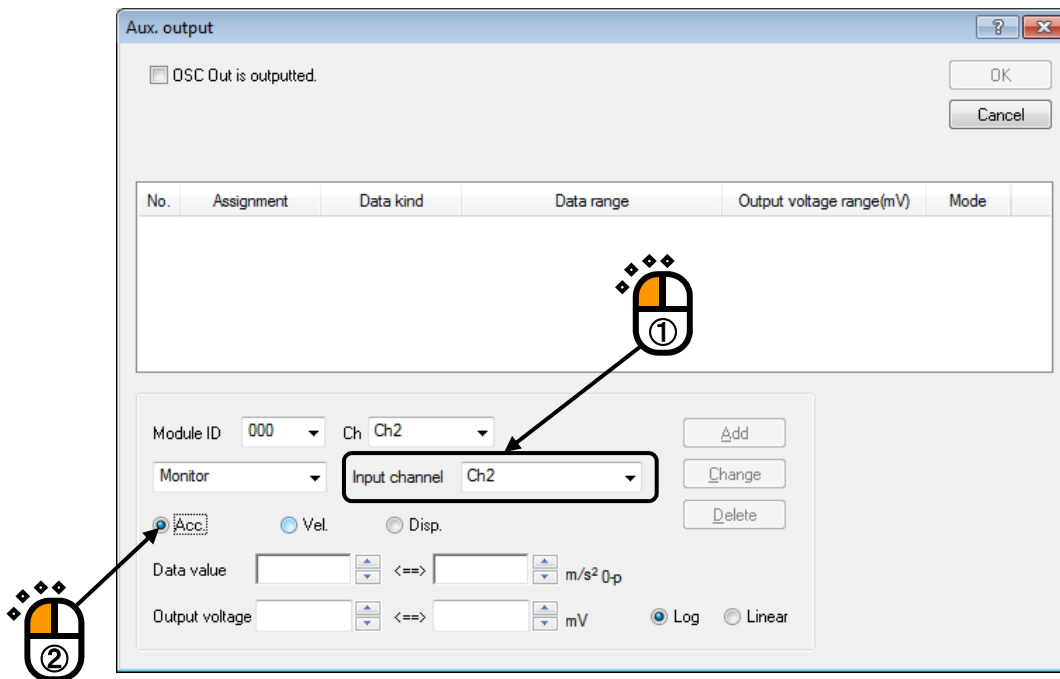 Aux. output
OSC Out is outputted.
OK
Cancel
No. Assignment Data kind Data range Output voltage range(mV) Mode
①
Module ID 000 Ch Ch2 Add
Monitor Input channel Ch2 Change
Acc. Vel. Disp. Delete
Data value <==> m/s² 0-p
Output voltage <==> mV Log Linear
②